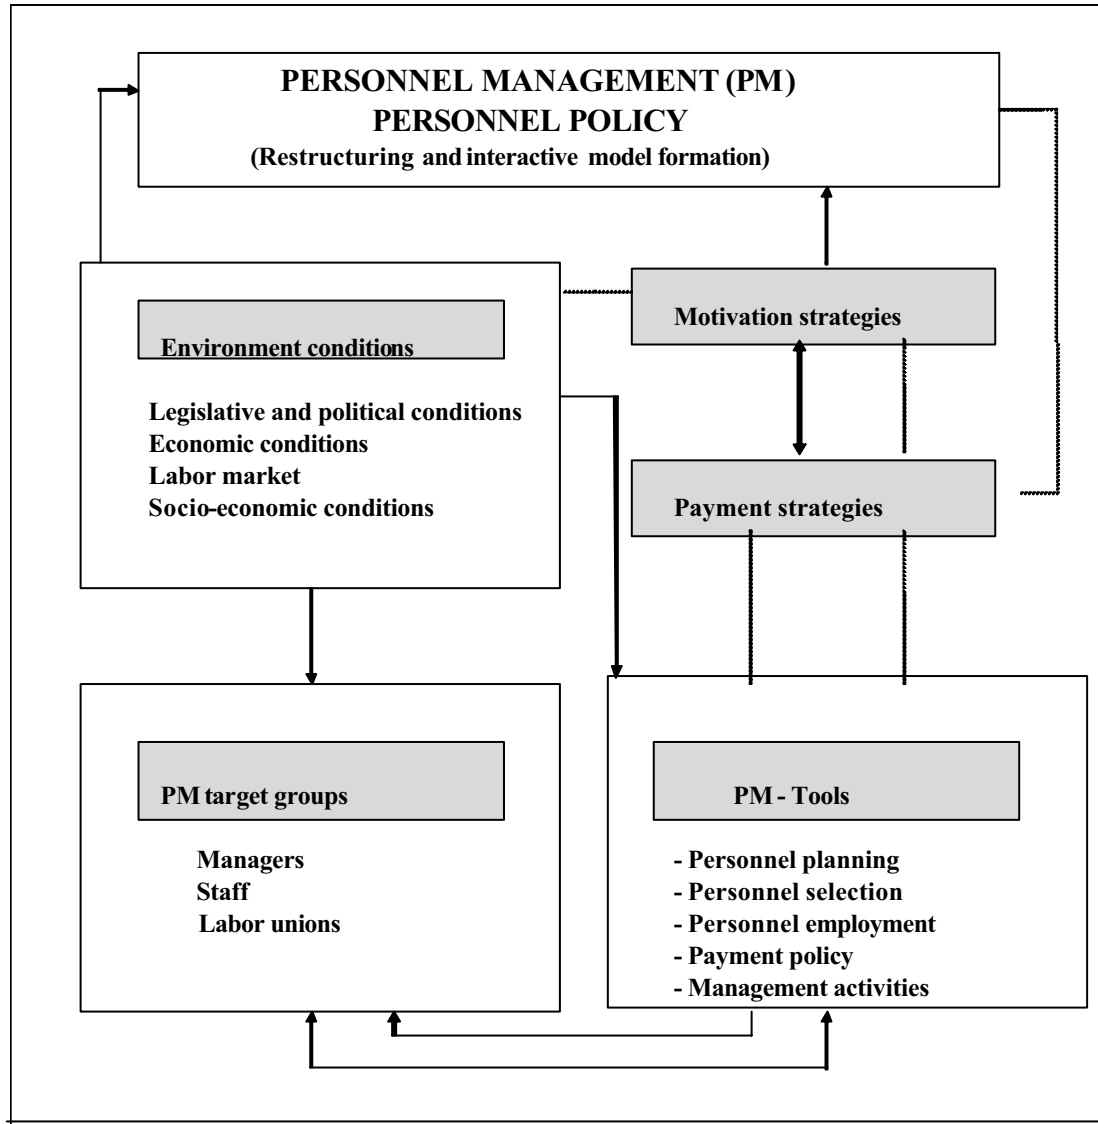 PERSONNEL MANAGEMENT (PM)
PERSONNEL POLICY
(Restructuring and interactive model formation)
Environment conditions
Legislative and political conditions
Economic conditions
Labor market
Socio-economic conditions
Motivation strategies
Payment strategies
PM target groups
Managers
Staff
Labor unions
PM - Tools
- Personnel planning
- Personnel selection
- Personnel employment
- Payment policy
- Management activities